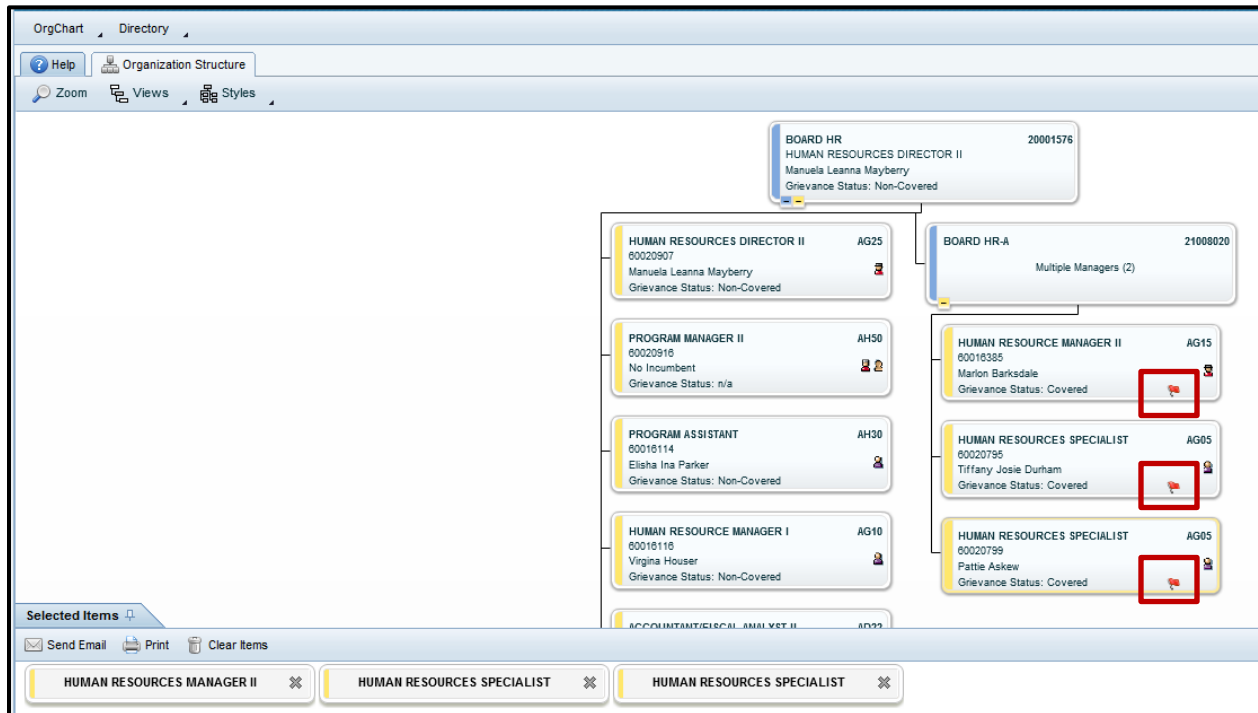 OrgChart Directory
Help Organization Structure
Zoom Views Styles
BOARD HR 20001576
HUMAN RESOURCES DIRECTOR II
Manuela Leanna Mayberry
Grievance Status: Non-Covered
HUMAN RESOURCES DIRECTOR II AG25
60020907
Manuela Leanna Mayberry
Grievance Status: Non-Covered
PROGRAM MANAGER II AH50
60020916
No Incumbent
Grievance Status: n/a
PROGRAM ASSISTANT AH30
60016114
Elisha Ina Parker
Grievance Status: Non-Covered
HUMAN RESOURCE MANAGER I AG10
60016116
Virgina Houser
Grievance Status: Non-Covered
ACCOUNTANT/FISCAL ANALYST II AD22
BOARD HR-A 21008020
Multiple Managers (2)
HUMAN RESOURCE MANAGER II AG15
60016385
Marlon Barksdale
Grievance Status: Covered
HUMAN RESOURCES SPECIALIST AG05
60020795
Tiffany Josie Durham
Grievance Status: Covered
HUMAN RESOURCES SPECIALIST AG05
60020799
Pattie Askew
Grievance Status: Covered
Selected Items
Send Email Print Clear Items
HUMAN RESOURCES MANAGER II HUMAN RESOURCES SPECIALIST HUMAN RESOURCES SPECIALIST